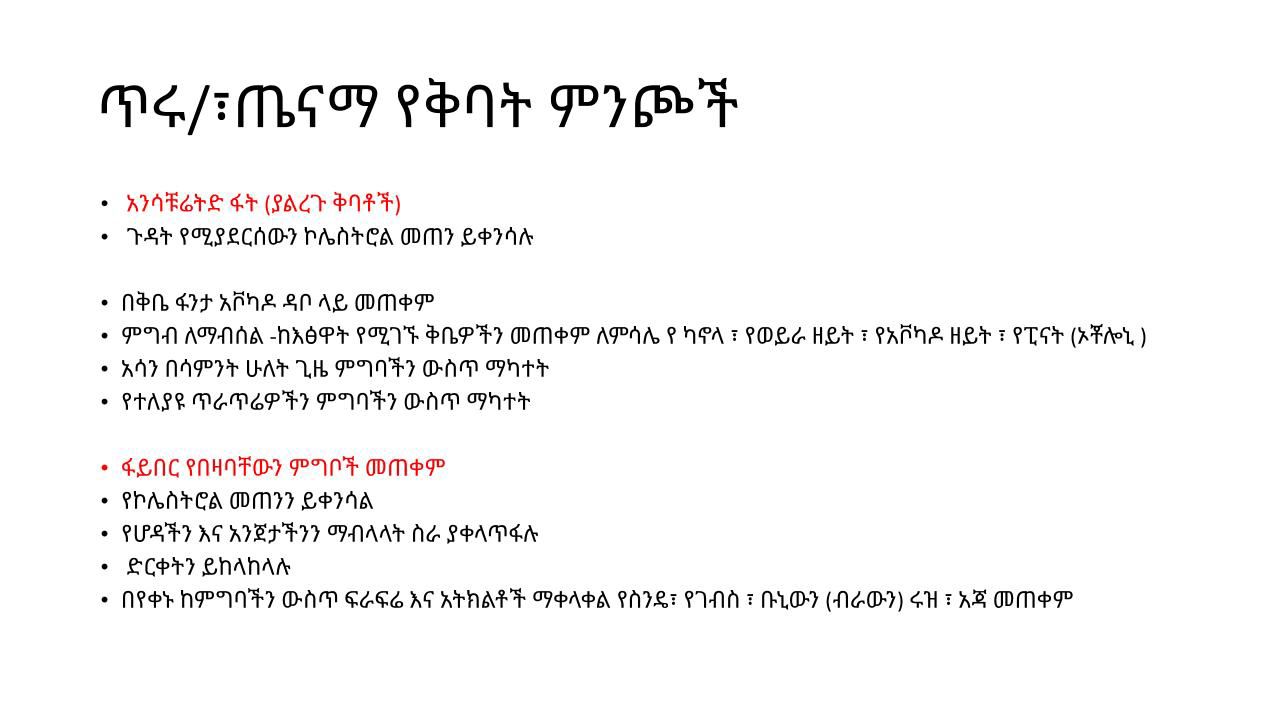 ጥሩ/፣ጤናማ የቅባት ምንጮች
• አንሳቹሬትድ ፋት (ያልረጉ ቅባቶች)
• ጉዳት የሚያደርሰውን ኮሌስትሮል መጠን ይቀንሳሉ
• በቅቤ ፋንታ አቮካዶ ዳቦ ላይ መጠቀም
• ምግብ ለማብሰል -ከእፅዋት የሚገኙ ቅቤዎችን መጠቀም ለምሳሌ የ ካኖላ ፣ የወይራ ዘይት ፣ የአቮካዶ ዘይት ፣ የፒናት (ኦቾሎኒ )
• አሳን በሳምንት ሁለት ጊዜ ምግባችን ውስጥ ማካተት
• የተለያዩ ጥራጥሬዎችን ምግባችን ውስጥ ማካተት
• ፋይበር የበዛባቸውን ምግቦች መጠቀም
• የኮሌስትሮል መጠንን ይቀንሳል
• የሆዳችን እና አንጀታችንን ማብላላት ስራ ያቀላጥፋሉ
• ድርቀትን ይከላከላሉ
• በየቀኑ ከምግባችን ውስጥ ፍራፍሬ እና አትክልቶች ማቀላቀል የስንዴ፣ የገብስ ፣ ቡኒውን (ብራውን) ሩዝ ፣ አጃ መጠቀም